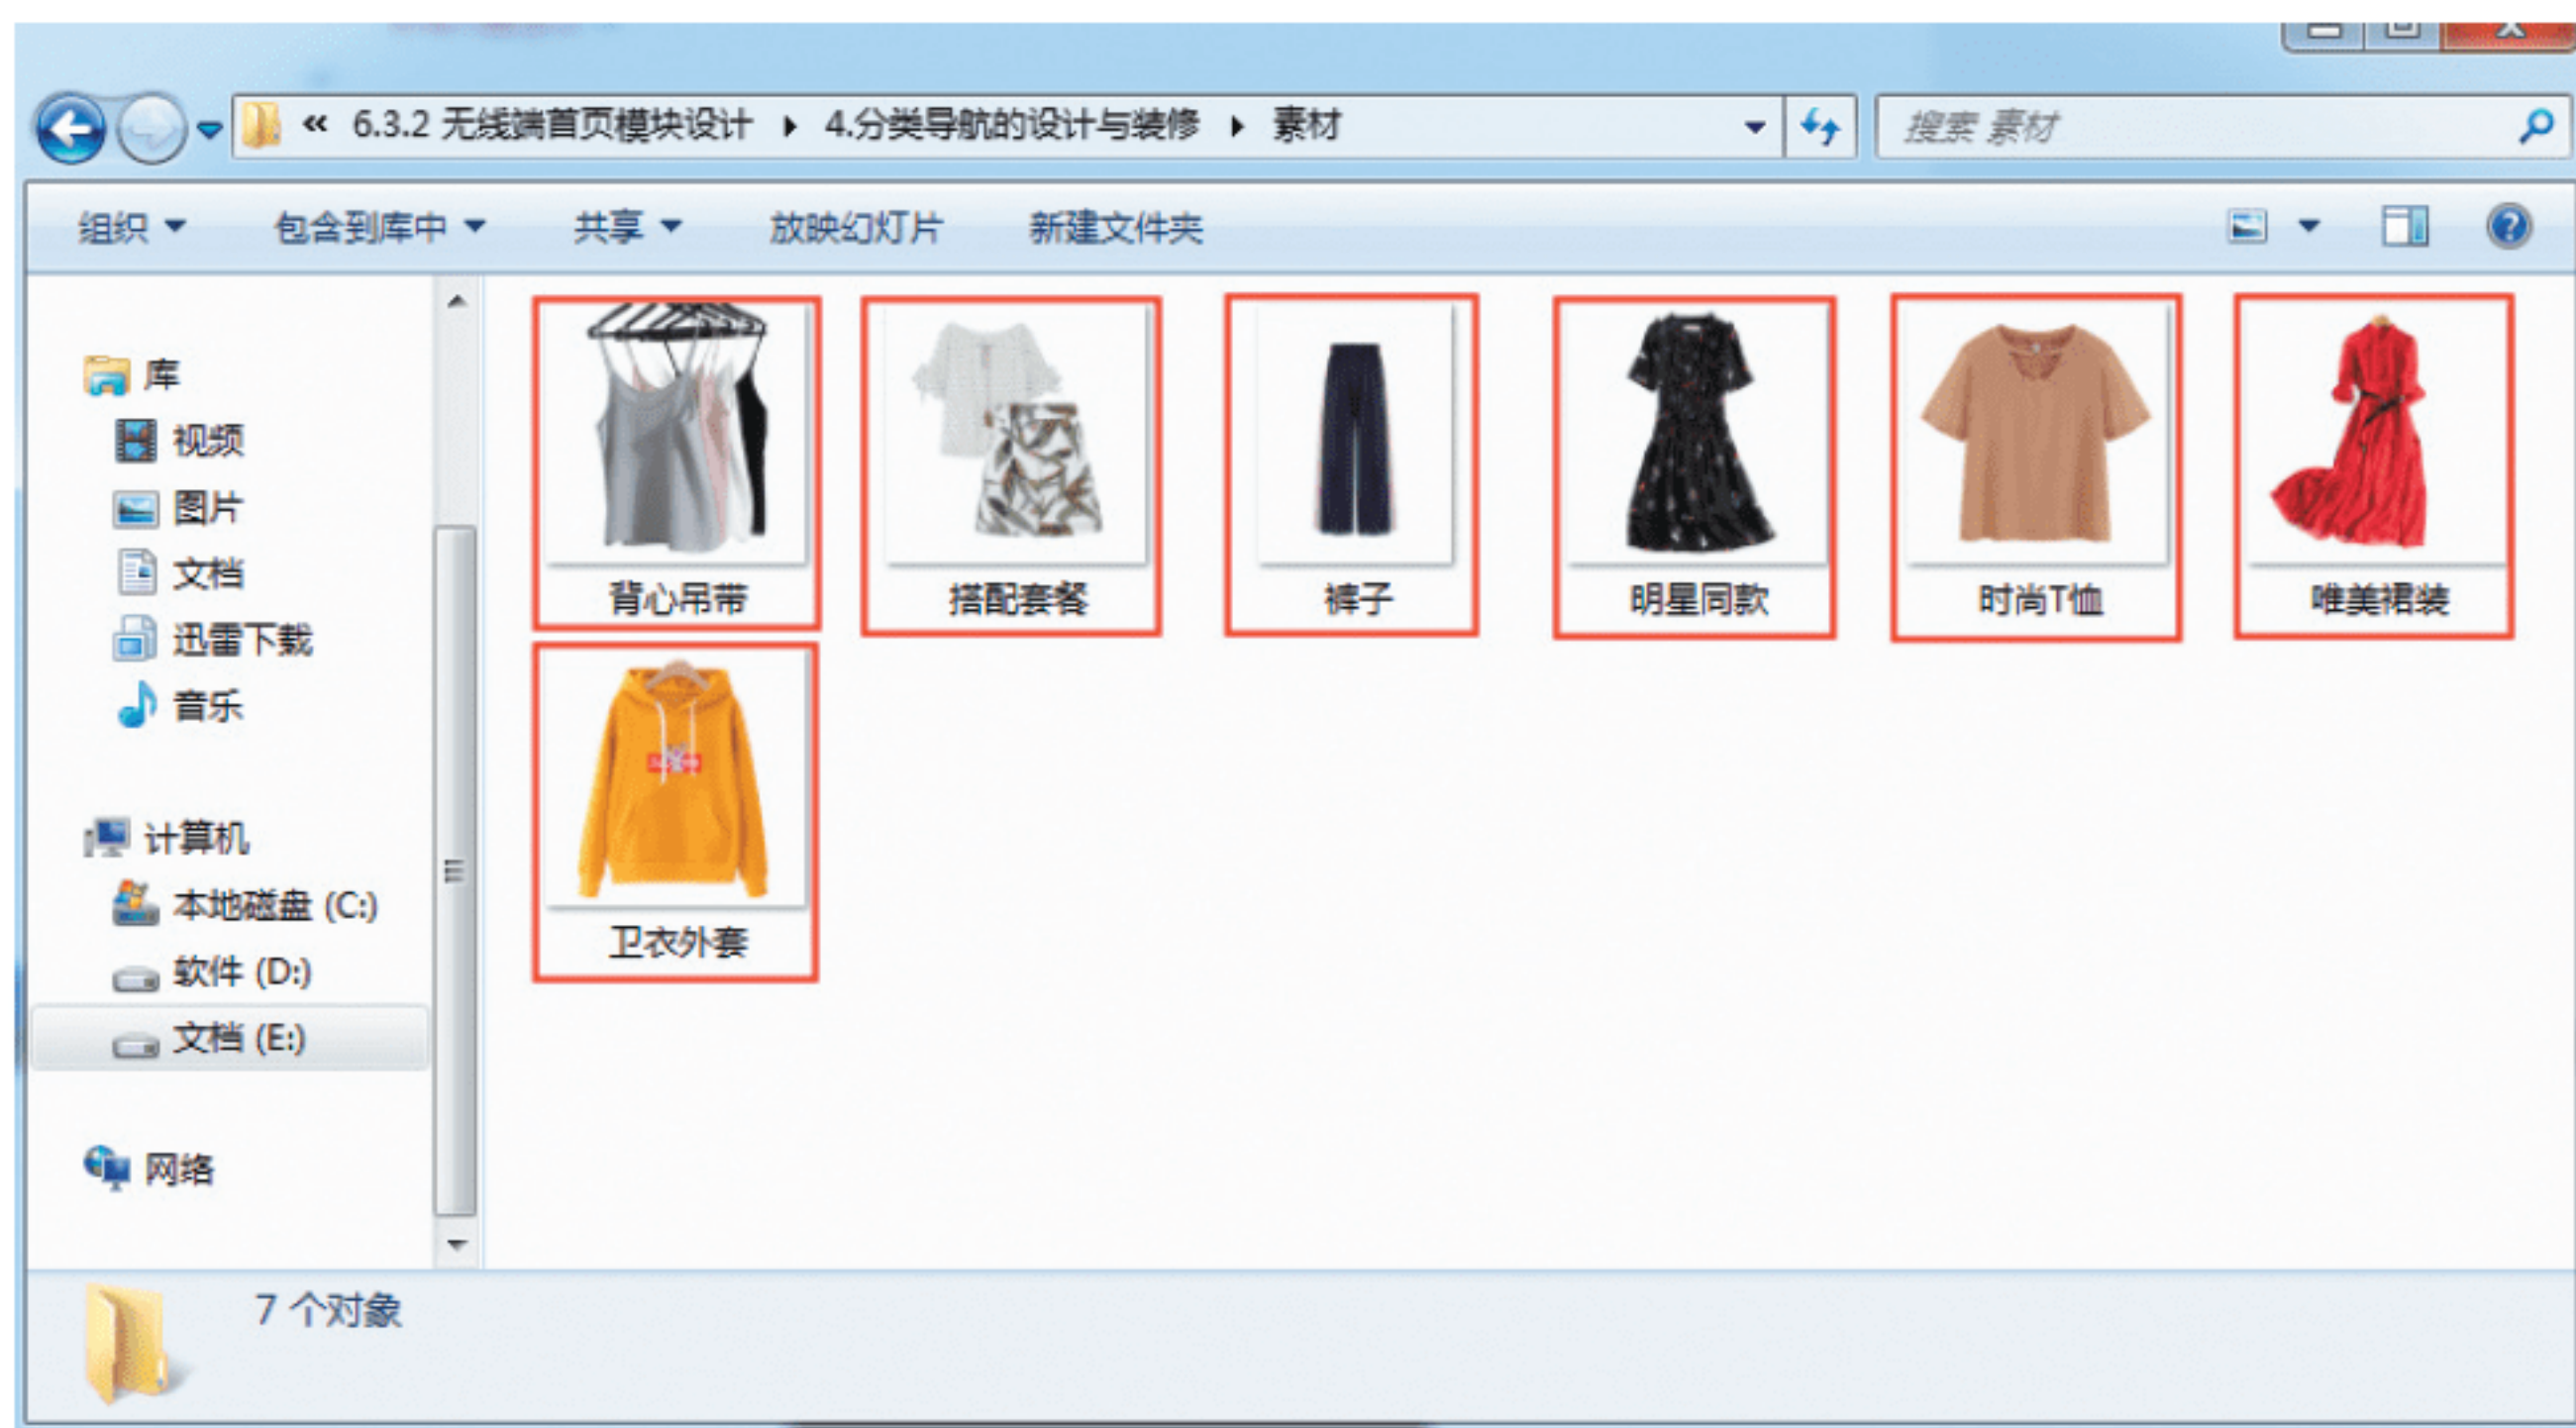 « 6.3.2 无线端首页模块设计 ▸ 4.分类导航的设计与装修 ▸ 素材
搜索 素材
组织 包含到库中 共享 放映幻灯片 新建文件夹
库
视频
图片
文档
迅雷下载
音乐
计算机
本地磁盘 (C:)
软件 (D:)
文档 (E:)
网络
背心吊带 搭配套餐 裤子 明星同款 时尚T恤 唯美裙装
卫衣外套
7 个对象